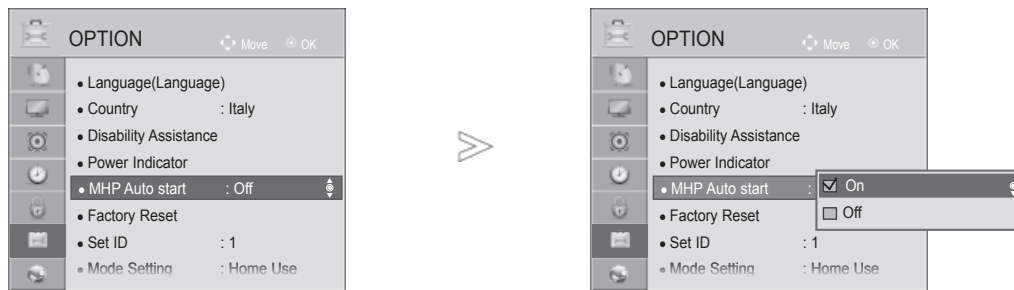 OPTION
Move OK
• Language(Language)
• Country : Italy
• Disability Assistance
• Power Indicator
• MHP Auto start : Off
• Factory Reset
• Set ID : 1
• Mode Setting : Home Use
OPTION
Move OK
• Language(Language)
• Country : Italy
• Disability Assistance
• Power Indicator
• MHP Auto start :
On
Off
• Factory Reset
• Set ID : 1
• Mode Setting : Home Use